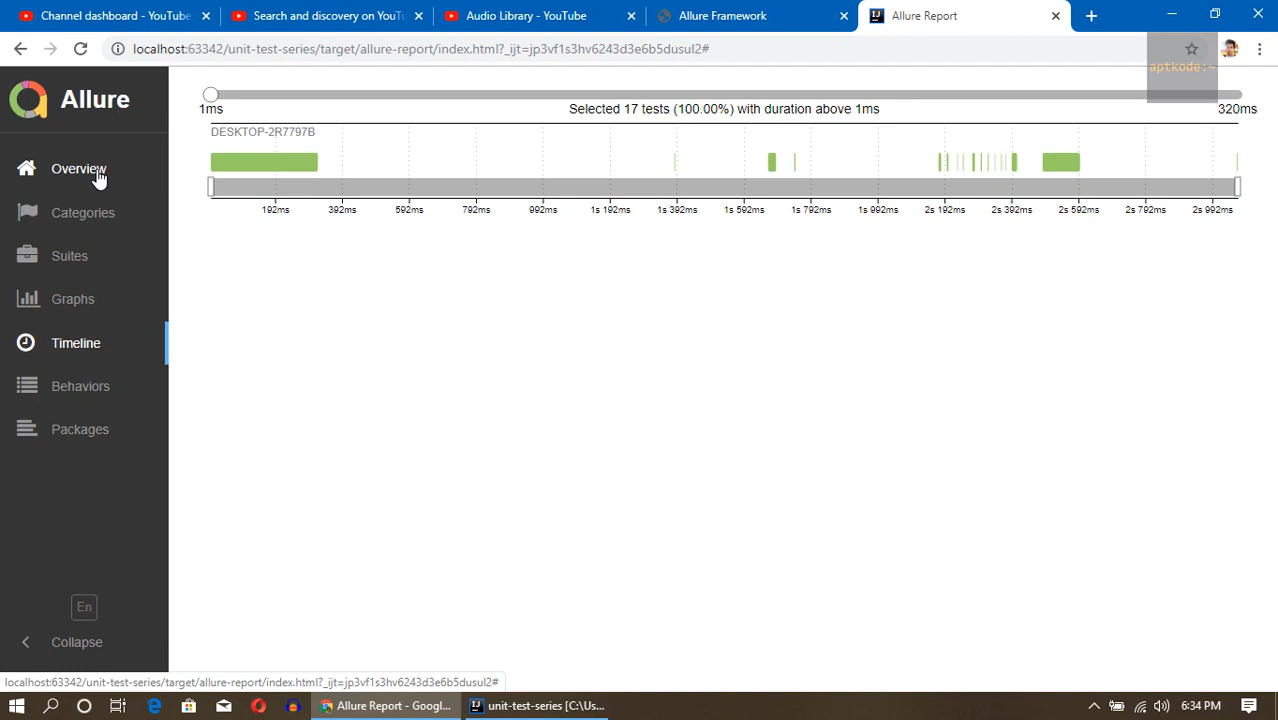 Channel dashboard - YouTube
Search and discovery on YouTu
Audio Library - YouTube
Allure Framework
Allure Report
localhost:63342/unit-test-series/target/allure-report/index.html?_ijt=jp3vf1s3hv6243d3e6b5dusul2#
aptkode:~
Allure
Overview
Categories
Suites
Graphs
Timeline
Behaviors
Packages
En
Collapse
1ms
Selected 17 tests (100.00%) with duration above 1ms
320ms
DESKTOP-2R7797B
192ms 392ms 592ms 792ms 992ms 1s 192ms 1s 392ms 1s 592ms 1s 792ms 1s 992ms 2s 192ms 2s 392ms 2s 592ms 2s 792ms 2s 992ms
localhost:63342/unit-test-series/target/allure-report/index.html?_ijt=jp3vf1s3hv6243d3e6b5dusul2#
Allure Report - Googl...
unit-test-series [C:\Us...
6:34 PM